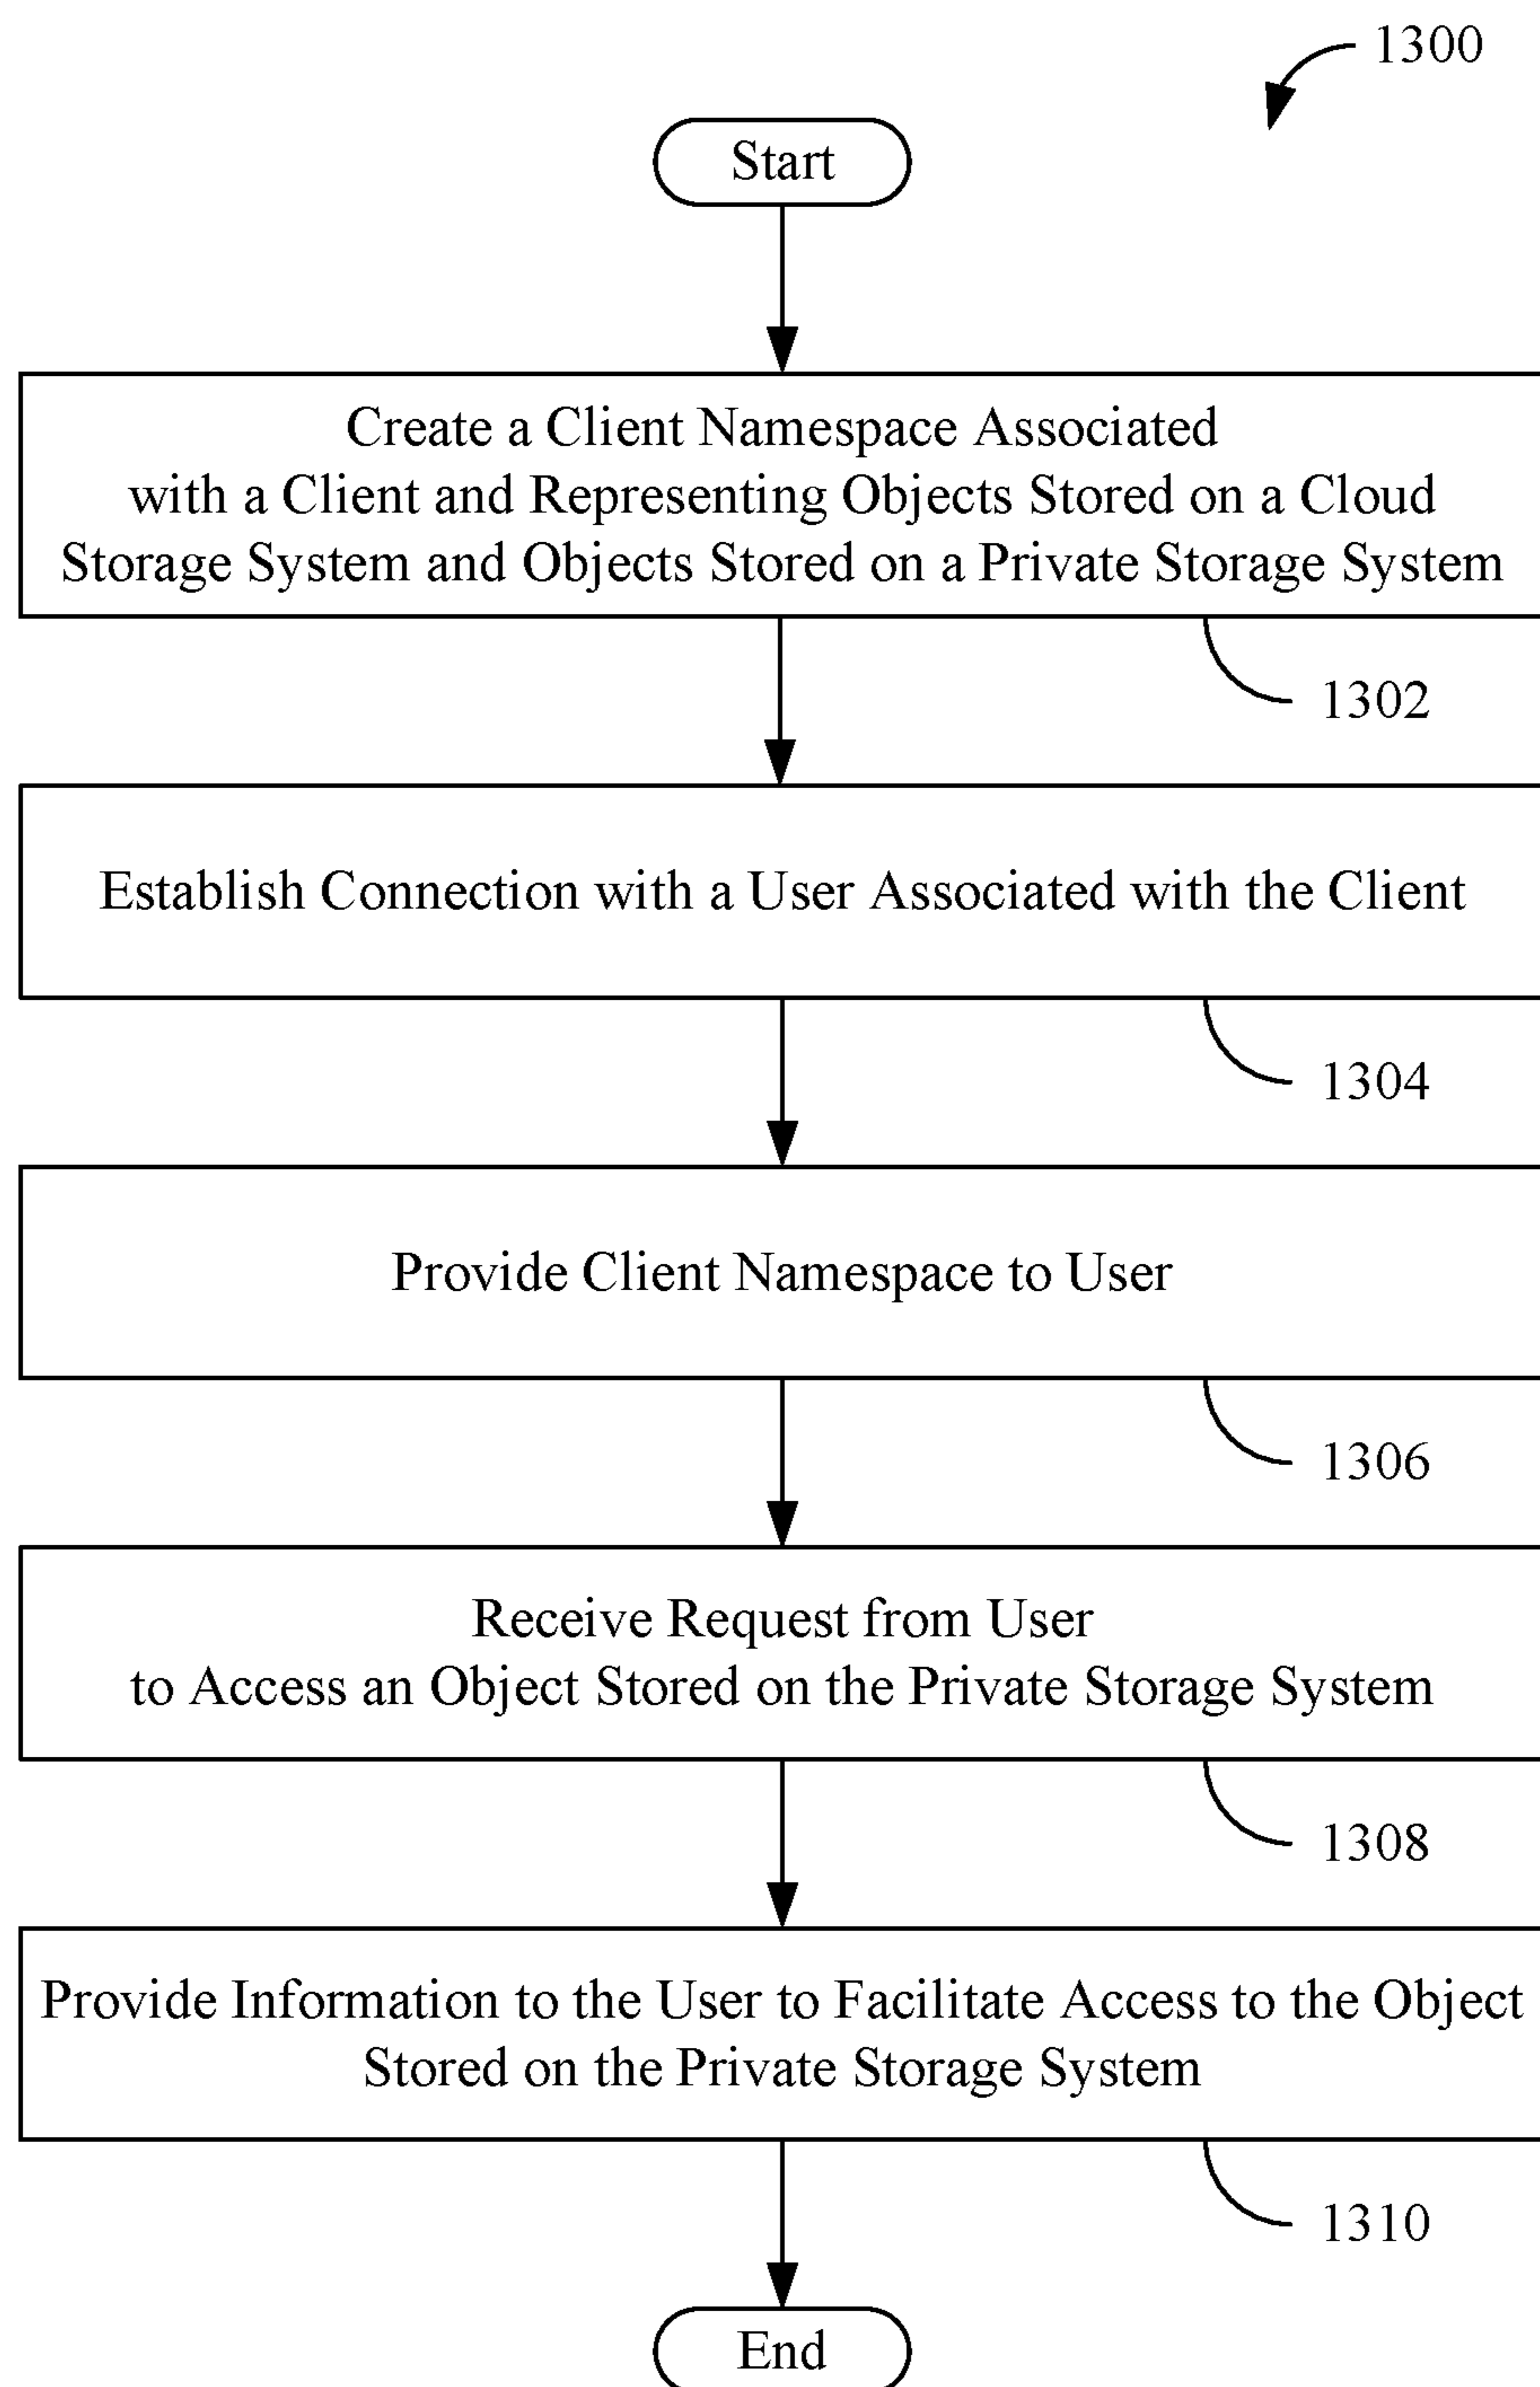 1300
Start
Create a Client Namespace Associated
with a Client and Representing Objects Stored on a Cloud
Storage System and Objects Stored on a Private Storage System
1302
Establish Connection with a User Associated with the Client
1304
Provide Client Namespace to User
1306
Receive Request from User
to Access an Object Stored on the Private Storage System
1308
Provide Information to the User to Facilitate Access to the Object
Stored on the Private Storage System
1310
End